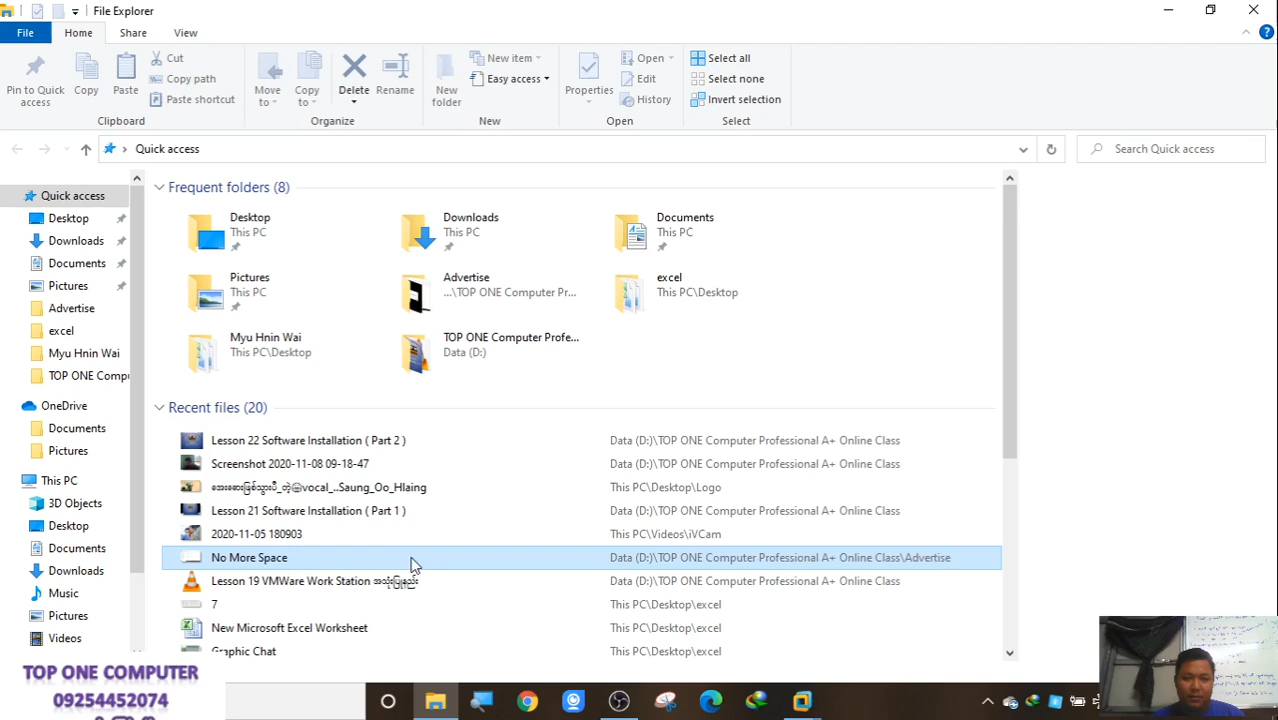 File Explorer
File
Home
Share
View
Pin to Quick access
Copy
Paste
Cut
Copy path
Paste shortcut
Clipboard
Move to
Copy to
Delete
Rename
Organize
New folder
New item
Easy access
New
Properties
Open
Edit
History
Open
Select all
Select none
Invert selection
Select
Quick access
Search Quick access
Quick access
Desktop
Downloads
Documents
Pictures
Advertise
excel
Myu Hnin Wai
TOP ONE Compu
OneDrive
Documents
Pictures
This PC
3D Objects
Desktop
Documents
Downloads
Music
Pictures
Videos
Frequent folders (8)
Desktop
This PC
Downloads
This PC
Documents
This PC
Pictures
This PC
Advertise
...\TOP ONE Computer Pr...
excel
This PC\Desktop
Myu Hnin Wai
This PC\Desktop
TOP ONE Computer Profe...
Data (D:)
Recent files (20)
Lesson 22 Software Installation ( Part 2 ) Data (D:)\TOP ONE Computer Professional A+ Online Class
Screenshot 2020-11-08 09-18-47 Data (D:)\TOP ONE Computer Professional A+ Online Class
vocal_..Saung_Oo_Hlaing This PC\Desktop\Logo
Lesson 21 Software Installation ( Part 1 ) Data (D:)\TOP ONE Computer Professional A+ Online Class
2020-11-05 180903 This PC\Videos\iVCam
No More Space Data (D:)\TOP ONE Computer Professional A+ Online Class\Advertise
Lesson 19 VMWare Work Station အသုံးပြုနည်း Data (D:)\TOP ONE Computer Professional A+ Online Class
7 This PC\Desktop\excel
New Microsoft Excel Worksheet This PC\Desktop\excel
Graphic Chat This PC\Desktop\excel
TOP ONE COMPUTER
09254452074